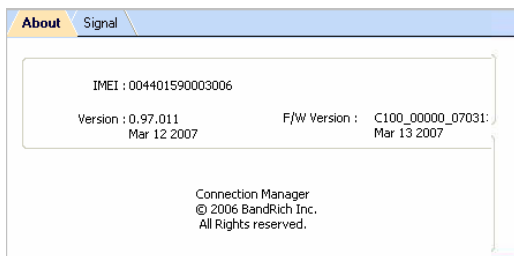 About Signal
IMEI : 004401590003006
Version : 0.97.011 F/W Version : C100_00000_07031
Mar 12 2007 Mar 13 2007
Connection Manager
© 2006 BandRich Inc.
All Rights reserved.